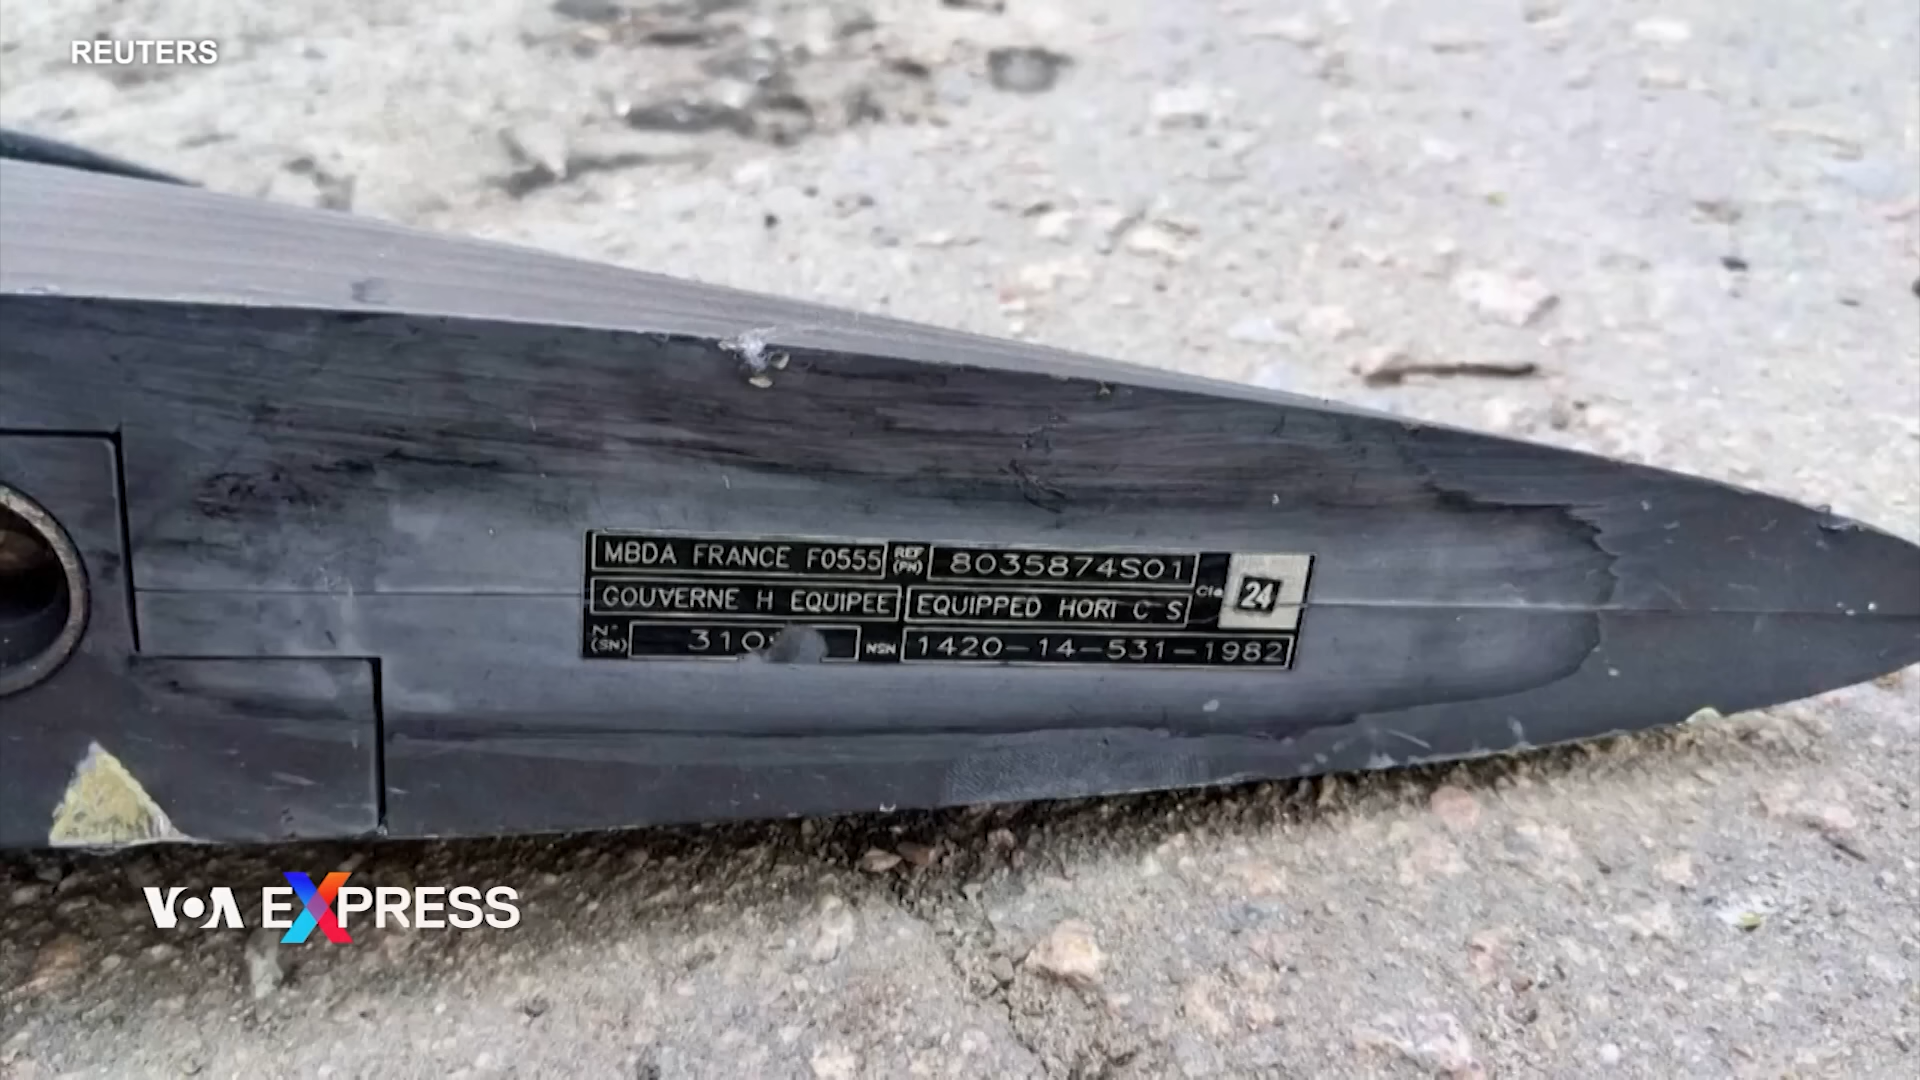 REUTERS
MBDA FRANCE F0555 REF (PN) 8035874S01
GOUVERNE H EQUIPEE EQUIPPED HORI C S 24
N° (SN) 310 NSN 1420-14-531-1982
VOA EXPRESS